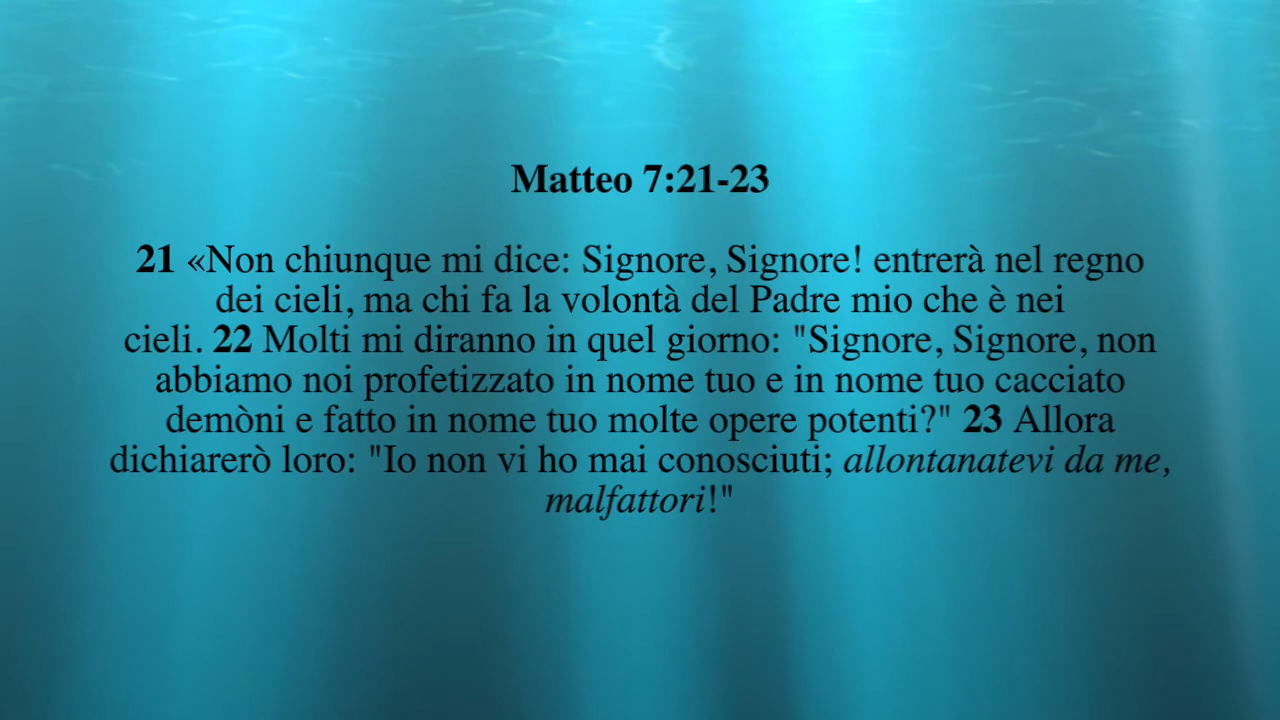 Matteo 7:21-23
21 «Non chiunque mi dice: Signore, Signore! entrerà nel regno
dei cieli, ma chi fa la volontà del Padre mio che è nei
cieli. 22 Molti mi diranno in quel giorno: "Signore, Signore, non
abbiamo noi profetizzato in nome tuo e in nome tuo cacciato
demòni e fatto in nome tuo molte opere potenti?" 23 Allora
dichiarerò loro: "Io non vi ho mai conosciuti; allontanatevi da me,
malfattori!"